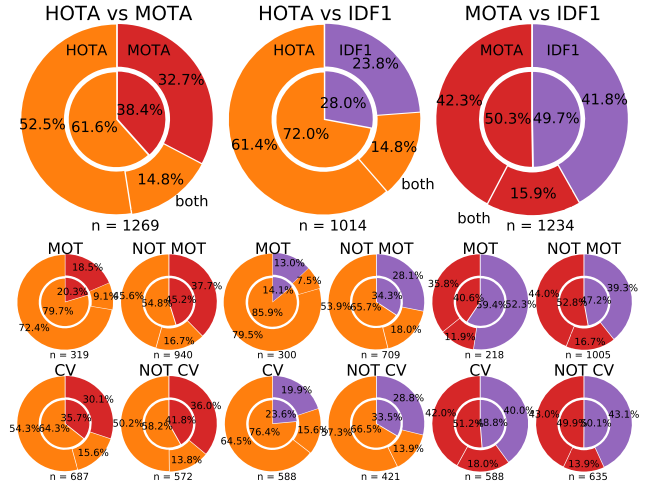 HOTA vs MOTA
HOTA vs IDF1
MOTA vs IDF1
HOTA
MOTA
32.7%
38.4%
61.6%
52.5%
14.8%
both
n = 1269
HOTA
IDF1
23.8%
28.0%
72.0%
61.4%
14.8%
both
n = 1014
MOTA
IDF1
42.3%
41.8%
50.3%
49.7%
15.9%
both
n = 1234
MOT
18.5%
20.3%
9.1%
79.7%
72.4%
n = 319
NOT MOT
37.7%
45.6%
54.8%
45.2%
16.7%
n = 940
MOT
13.0%
7.5%
14.1%
85.9%
79.5%
n = 300
NOT MOT
28.1%
34.3%
53.9%
65.7%
18.0%
n = 709
MOT
35.8%
40.6%
59.4%
52.3%
11.9%
n = 218
NOT MOT
39.3%
44.0%
52.8%
47.2%
16.7%
n = 1005
CV
30.1%
35.7%
54.3%
64.3%
15.6%
n = 687
NOT CV
36.0%
41.8%
50.2%
58.2%
13.8%
n = 572
CV
19.9%
23.6%
15.6%
76.4%
64.5%
n = 588
NOT CV
28.8%
33.5%
57.3%
66.5%
13.9%
n = 421
CV
42.0%
40.0%
51.2%
48.8%
18.0%
n = 588
NOT CV
43.0%
43.1%
49.9%
50.1%
13.9%
n = 635